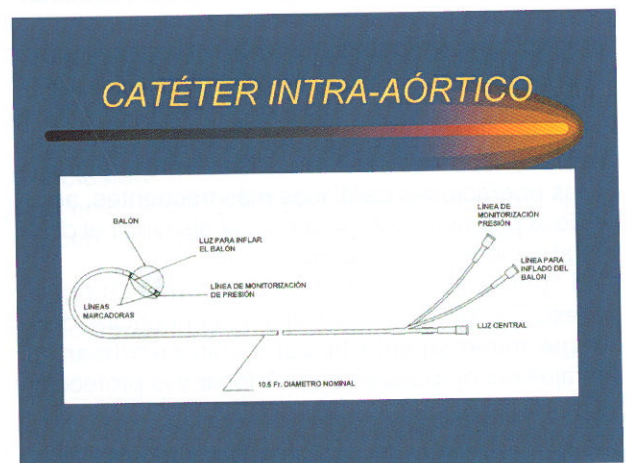 CATÉTER INTRA-AÓRTICO
BALÓN
LUZ PARA INFLAR
EL BALÓN
LÍNEA DE MONITORIZACIÓN
DE PRESIÓN
LÍNEAS
MARCADORAS
10.5 Fr. DIAMETRO NOMINAL
LÍNEA DE
MONITORIZACIÓN
PRESIÓN
LÍNEA PARA
INFLADO DEL
BALÓN
LUZ CENTRAL